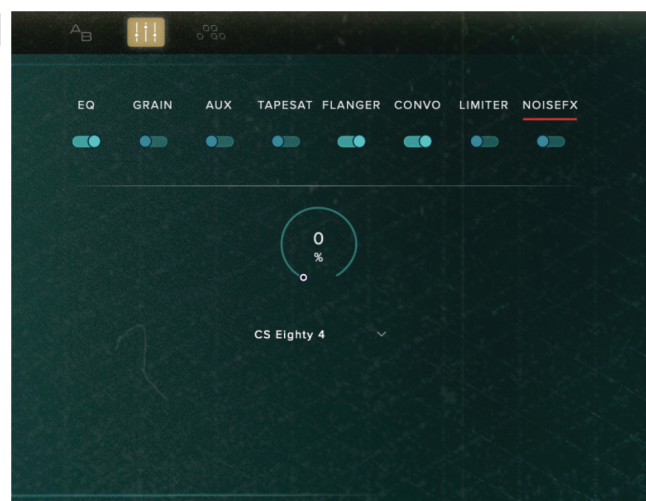 A B
EQ GRAIN AUX TAPESAT FLANGER CONVO LIMITER NOISEFX
0
%
CS Eighty 4